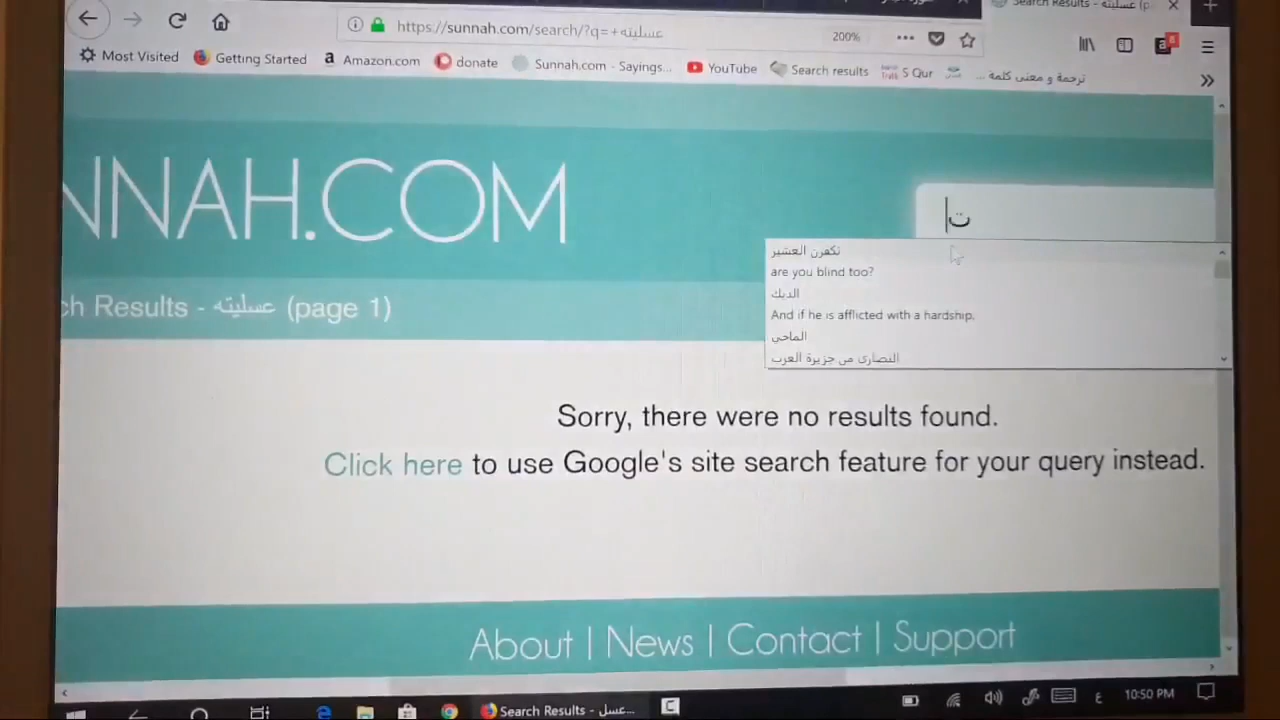 Search Results - عسليته (p
https://sunnah.com/search/?q=+عسليته
200%
Most Visited
Getting Started
a Amazon.com
donate
Sunnah.com - Sayings...
YouTube
Search results
S Qur
ترجمة و معنى كلمة ...
NNAH.COM
ت
تكفرن العشير
are you blind too?
الديك
And if he is afflicted with a hardship,
الماحي
النصارى من جزيرة العرب
ch Results - عسليته (page 1)
Sorry, there were no results found.
Click here to use Google's site search feature for your query instead.
About | News | Contact | Support
Search Results - عسل...
C
ع
10:50 PM